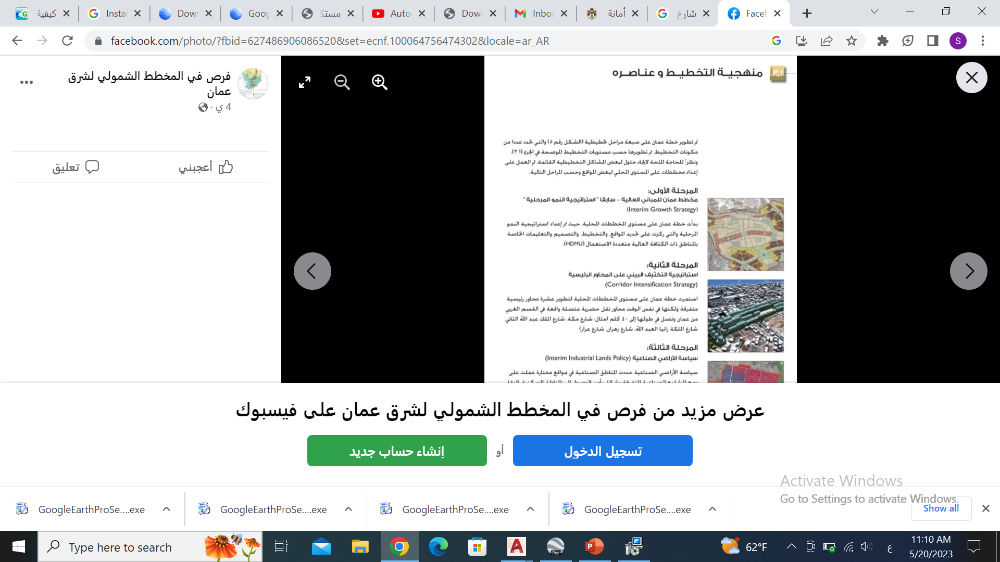 كيفية
Instal
Down
Goog
مستك
Auto
Down
Inbox
أمانة
شارع
Faceb
facebook.com/photo/?fbid=627486906086520&set=ecnf.100064756474302&locale=ar_AR
S
فرص في المخطط الشمولي لشرق
عمان
4 ي ·
أعجبني
تعليق
١.٣ منهجية التخطيط و عناصره
تم تطوير خطة عمان على سبعة مراحل تخطيطية (الشكل رقم ٥) والتي تحدد عددا من
مكونات التخطيط، تم تطويرها حسب مستويات التخطيط الموضحة في الجزء (٣.١).
ونظراً للحاجة الملحة لايجاد حلول لبعض المشاكل التخطيطية القائمة، تم العمل على
إعداد مخططات على المستوى المحلي لبعض المواقع وحسب المراحل التالية:
المرحلة الأولى:
مخطط عمان للمباني العالية – سابقا " استراتيجية النمو المرحلية "
(Interim Growth Strategy)
بدأت خطة عمان على مستوى المخططات المحلية، حيث تم إعداد استراتيجية النمو
المرحلية والتي ركزت على تحديد المواقع، والتخطيط، والتصميم والتعليمات الخاصة
بالمناطق ذات الكثافة العالية متعددة الاستعمال (HDMU).
المرحلة الثانية:
استراتيجية التكثيف البيني على المحاور الرئيسية
(Corridor Intensification Strategy)
استمرت خطة عمان على مستوى المخططات المحلية لتطوير عشرة محاور رئيسية
متفرقة ولكنها في نفس الوقت محاور نقل حضرية متصلة واقعة في القسم الغربي
من عمان وتصل في طولها إلى ٤٠ كلم (مثال: شارع مكة، شارع الملك عبد الله الثاني،
شارع الملكة رانيا العبد الله، شارع زهران، شارع عرار)
المرحلة الثالثة:
سياسة الأراضي الصناعية (Interim Industrial Lands Policy)
سياسة الأراضي الصناعية حددت المناطق الصناعية في مواقع مختارة عملت على
عرض مزيد من فرص في المخطط الشمولي لشرق عمان على فيسبوك
تسجيل الدخول
أو
إنشاء حساب جديد
Activate Windows
Go to Settings to activate Windows.
GoogleEarthProSe....exe
GoogleEarthProSe....exe
GoogleEarthProSe....exe
GoogleEarthProSe....exe
Show all
Type here to search
Pro
62°F
ع
11:10 AM
5/20/2023